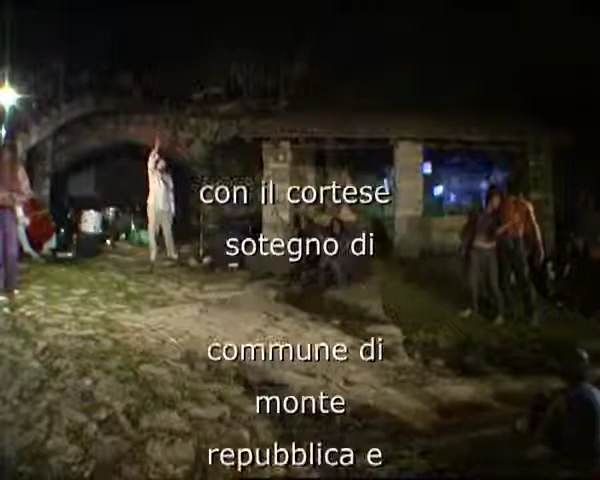 con il cortese
sotegno di
commune di
monte
repubblica e